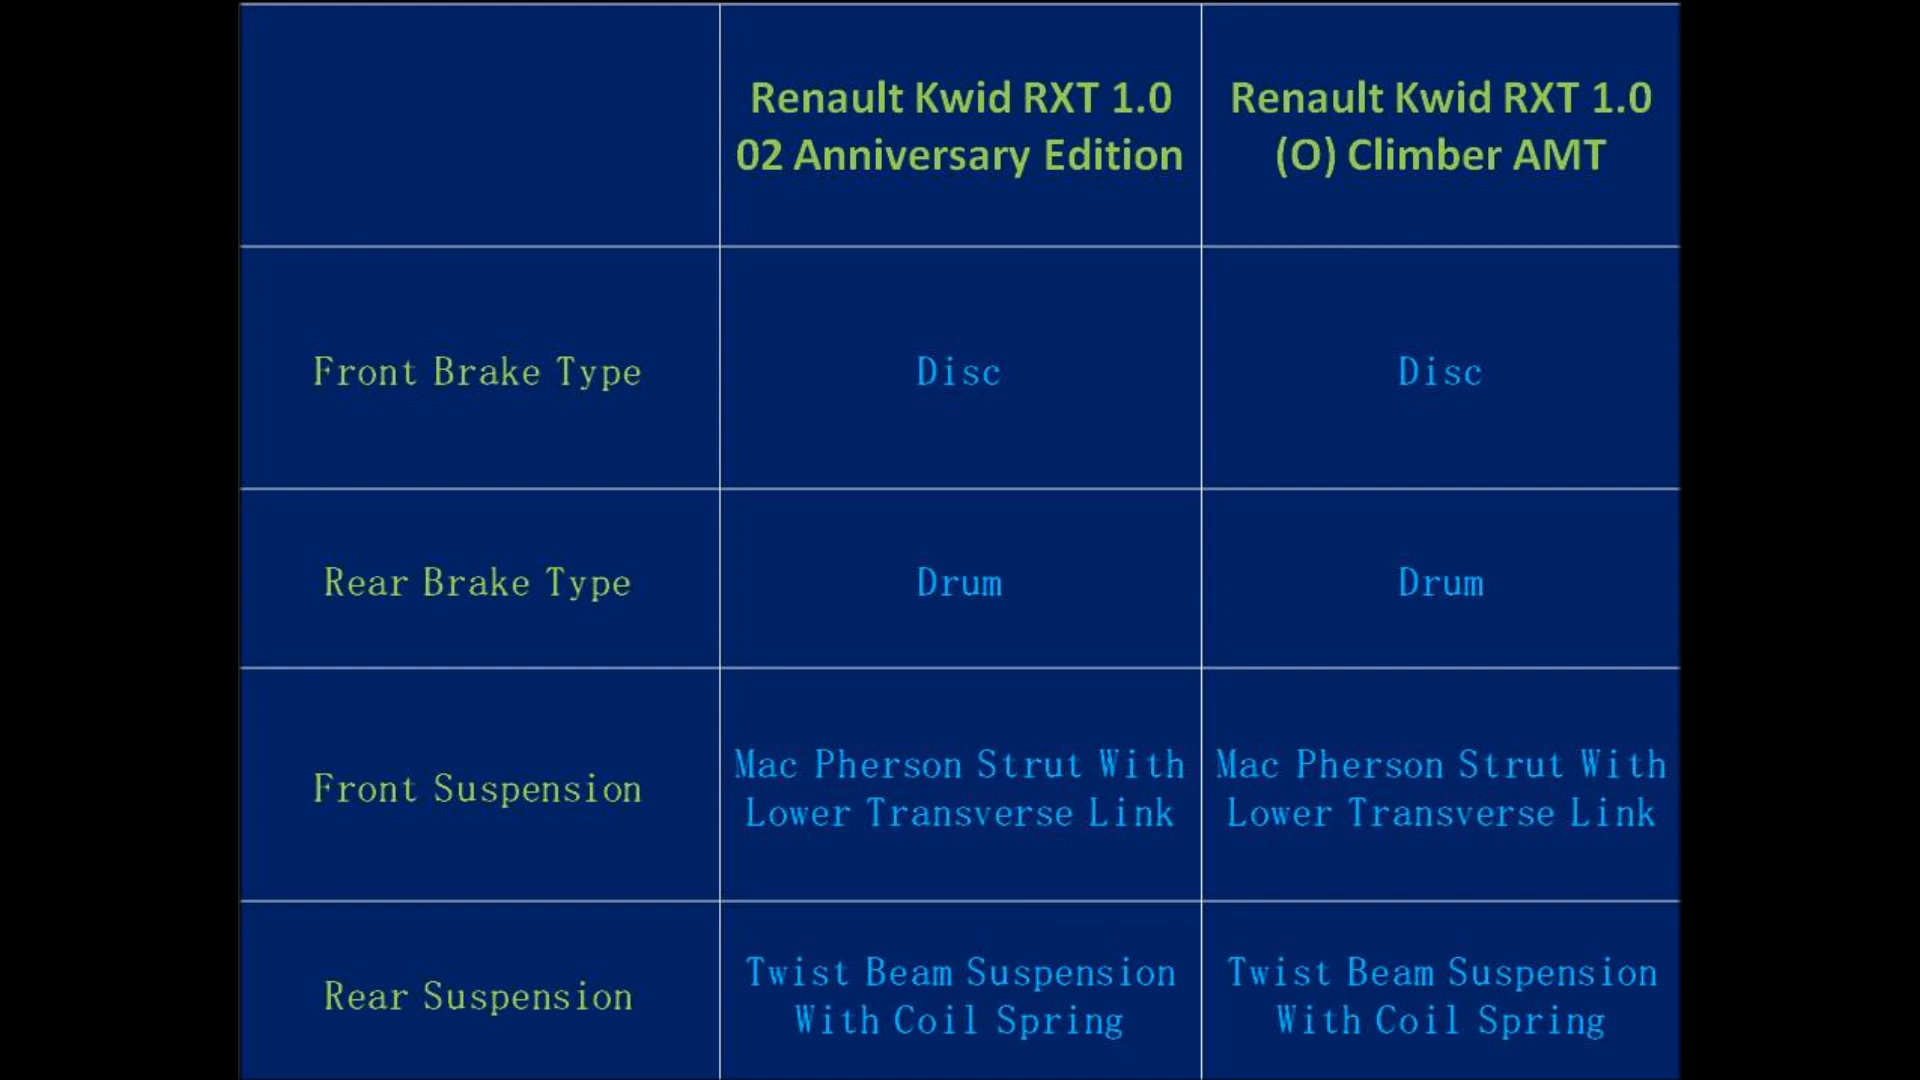 Renault Kwid RXT 1.0
02 Anniversary Edition
Renault Kwid RXT 1.0
(O) Climber AMT
Front Brake Type
Disc
Disc
Rear Brake Type
Drum
Drum
Front Suspension
Mac Pherson Strut With
Lower Transverse Link
Mac Pherson Strut With
Lower Transverse Link
Rear Suspension
Twist Beam Suspension
With Coil Spring
Twist Beam Suspension
With Coil Spring